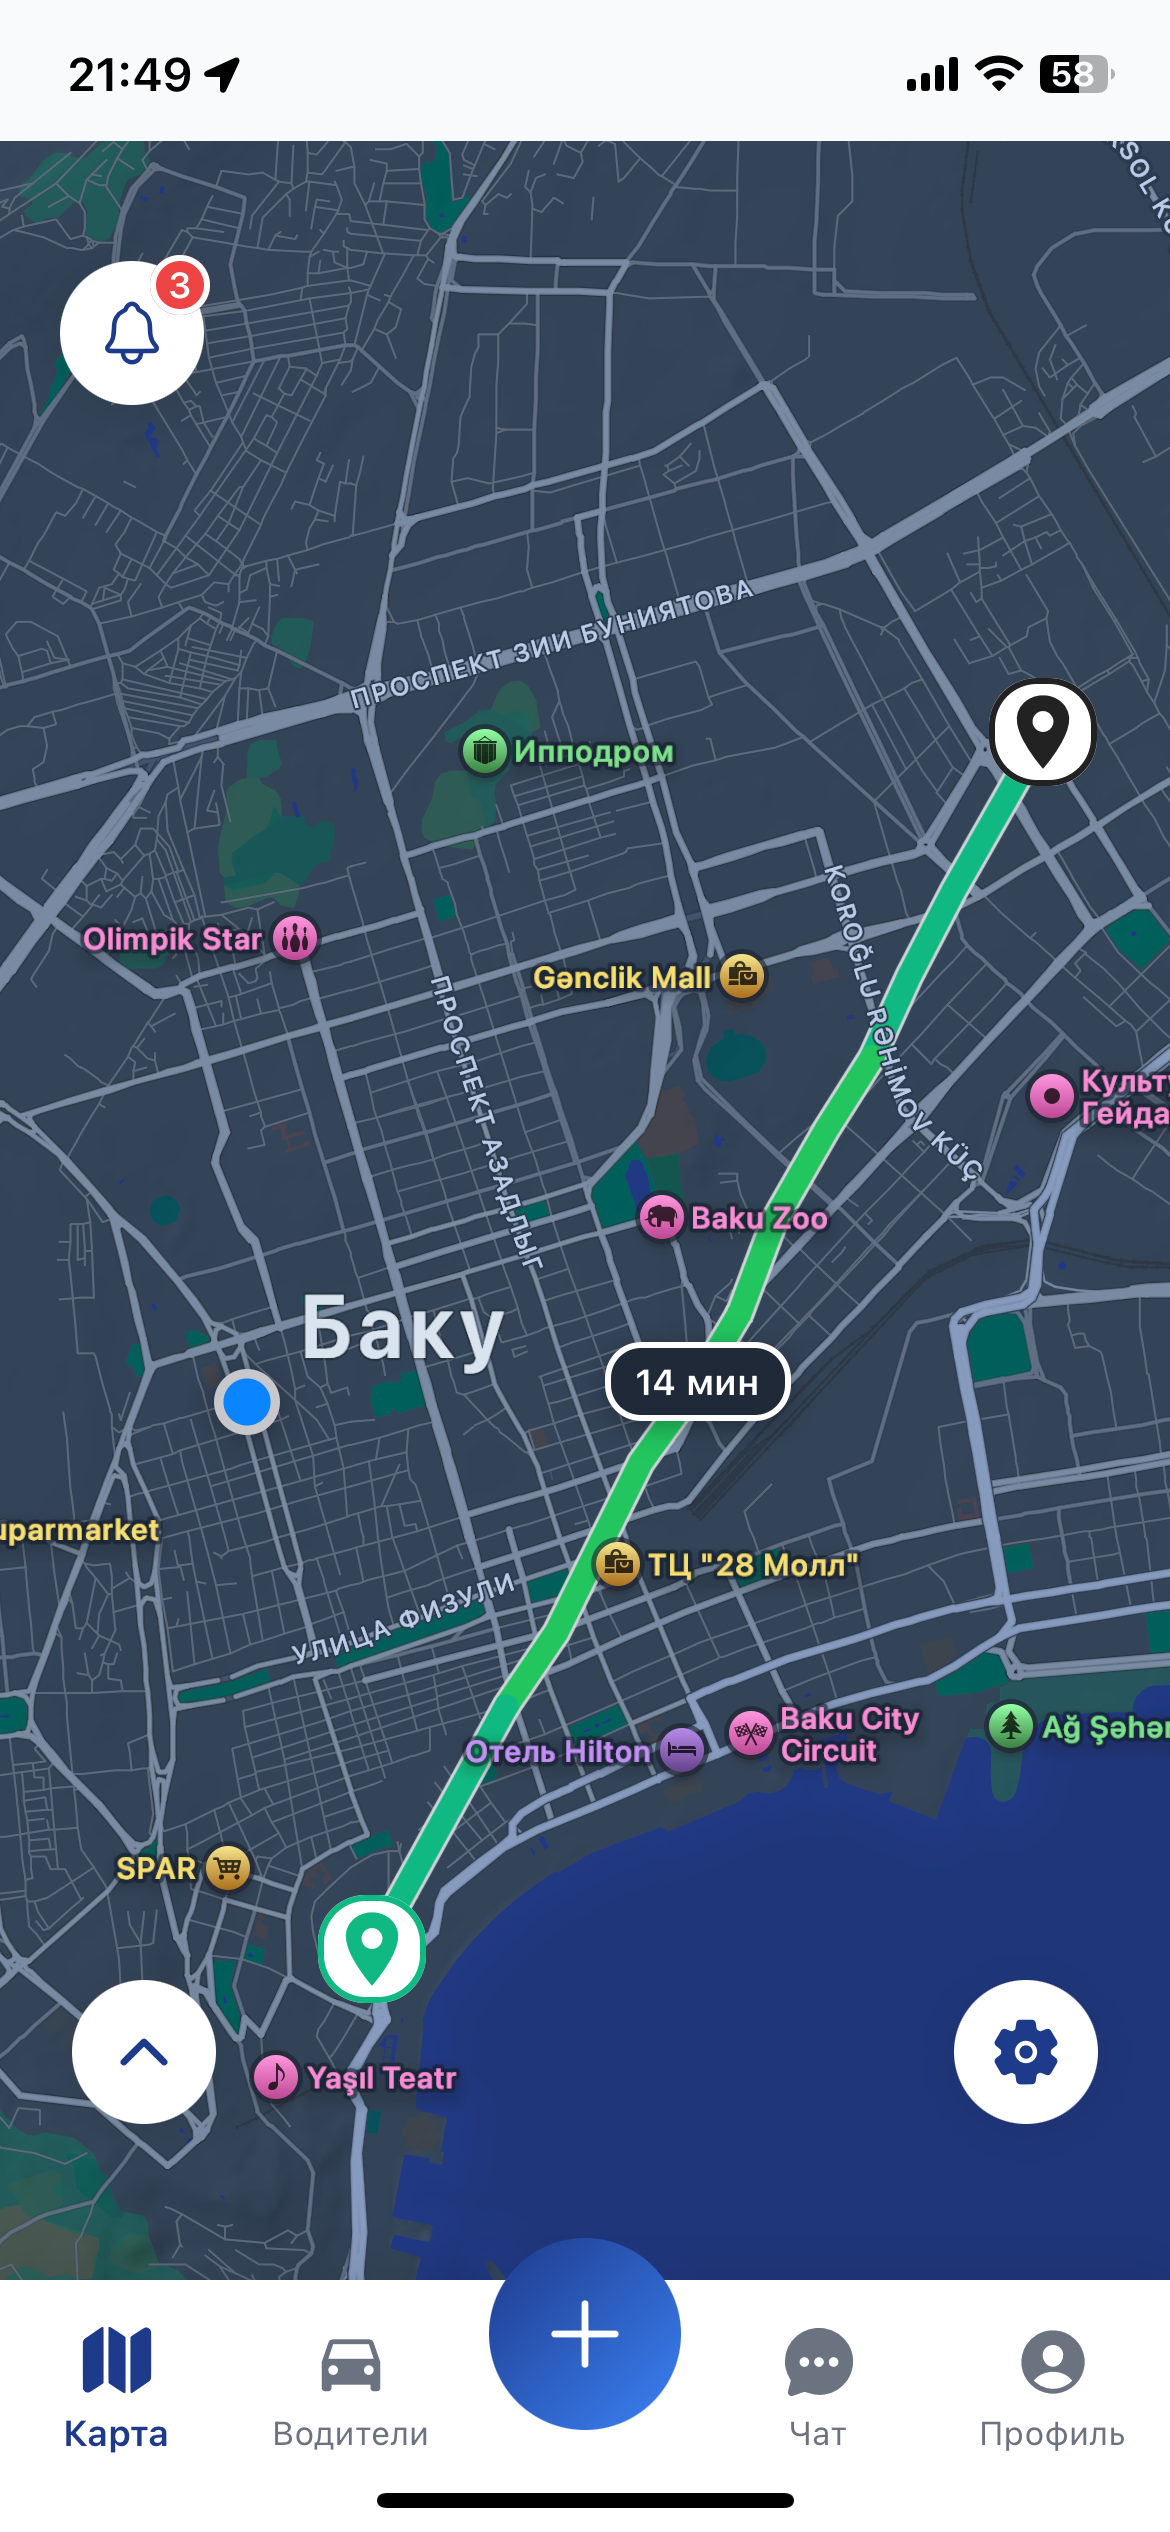 21:49
58
3
ПРОСПЕКТ ЗИИ БУНИЯТОВА
Ипподром
Olimpik Star
Gənclik Mall
KOROĞLU RƏHİMOV KÜÇ
ПРОСПЕКТ АЗАДЛЫГ
Baku Zoo
Баку
14 мин
ТЦ "28 Молл"
УЛИЦА ФИЗУЛИ
Отель Hilton
Baku City
Circuit
Ağ Şəhər
SPAR
Yaşıl Teatr
Карта
Водители
Чат
Профиль